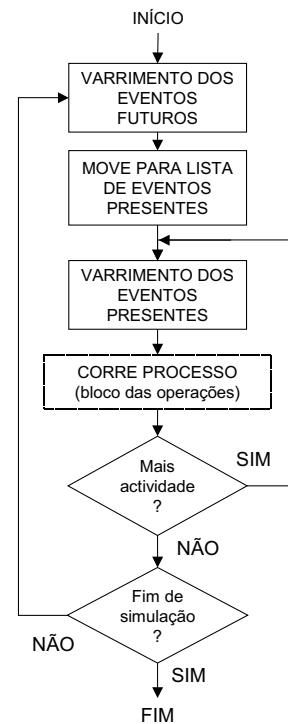 INÍCIO
VARRIMENTO DOS
EVENTOS
FUTUROS
MOVE PARA LISTA
DE EVENTOS
PRESENTES
VARRIMENTO DOS
EVENTOS
PRESENTES
CORRE PROCESSO
(bloco das operações)
Mais
actividade
?
SIM
NÃO
Fim de
simulação
?
NÃO
SIM
FIM